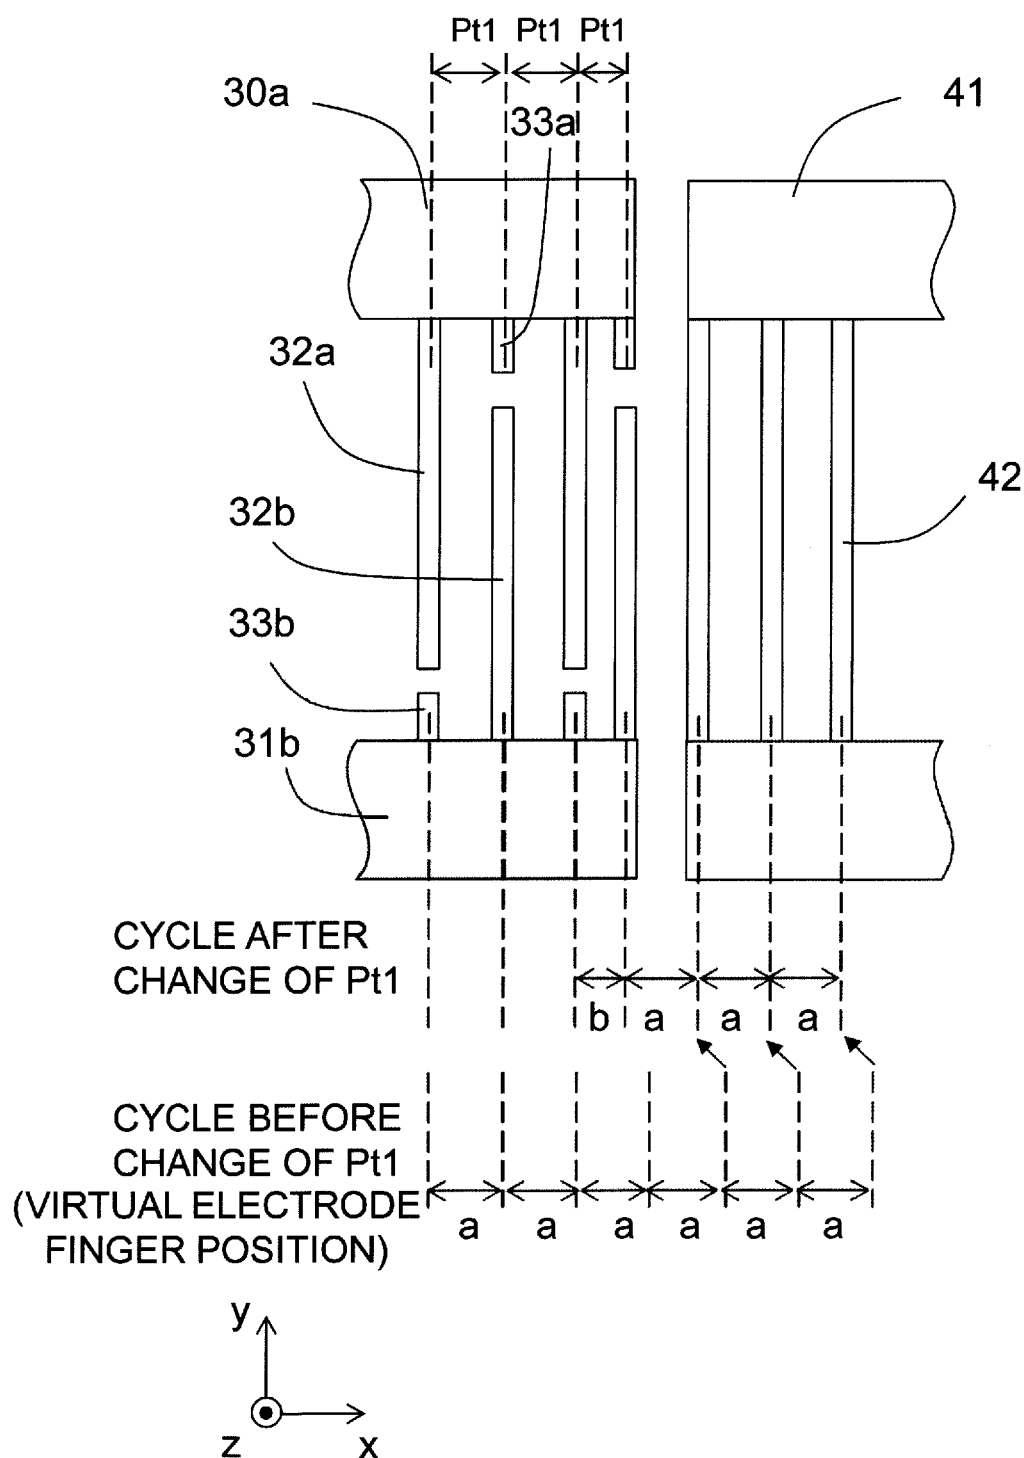 Pt1 Pt1 Pt1
30a
33a
41
32a
32b
42
33b
31b
CYCLE AFTER
CHANGE OF Pt1
b a a a
CYCLE BEFORE
CHANGE OF Pt1
(VIRTUAL ELECTRODE
FINGER POSITION)
a a a a a a
y
z x